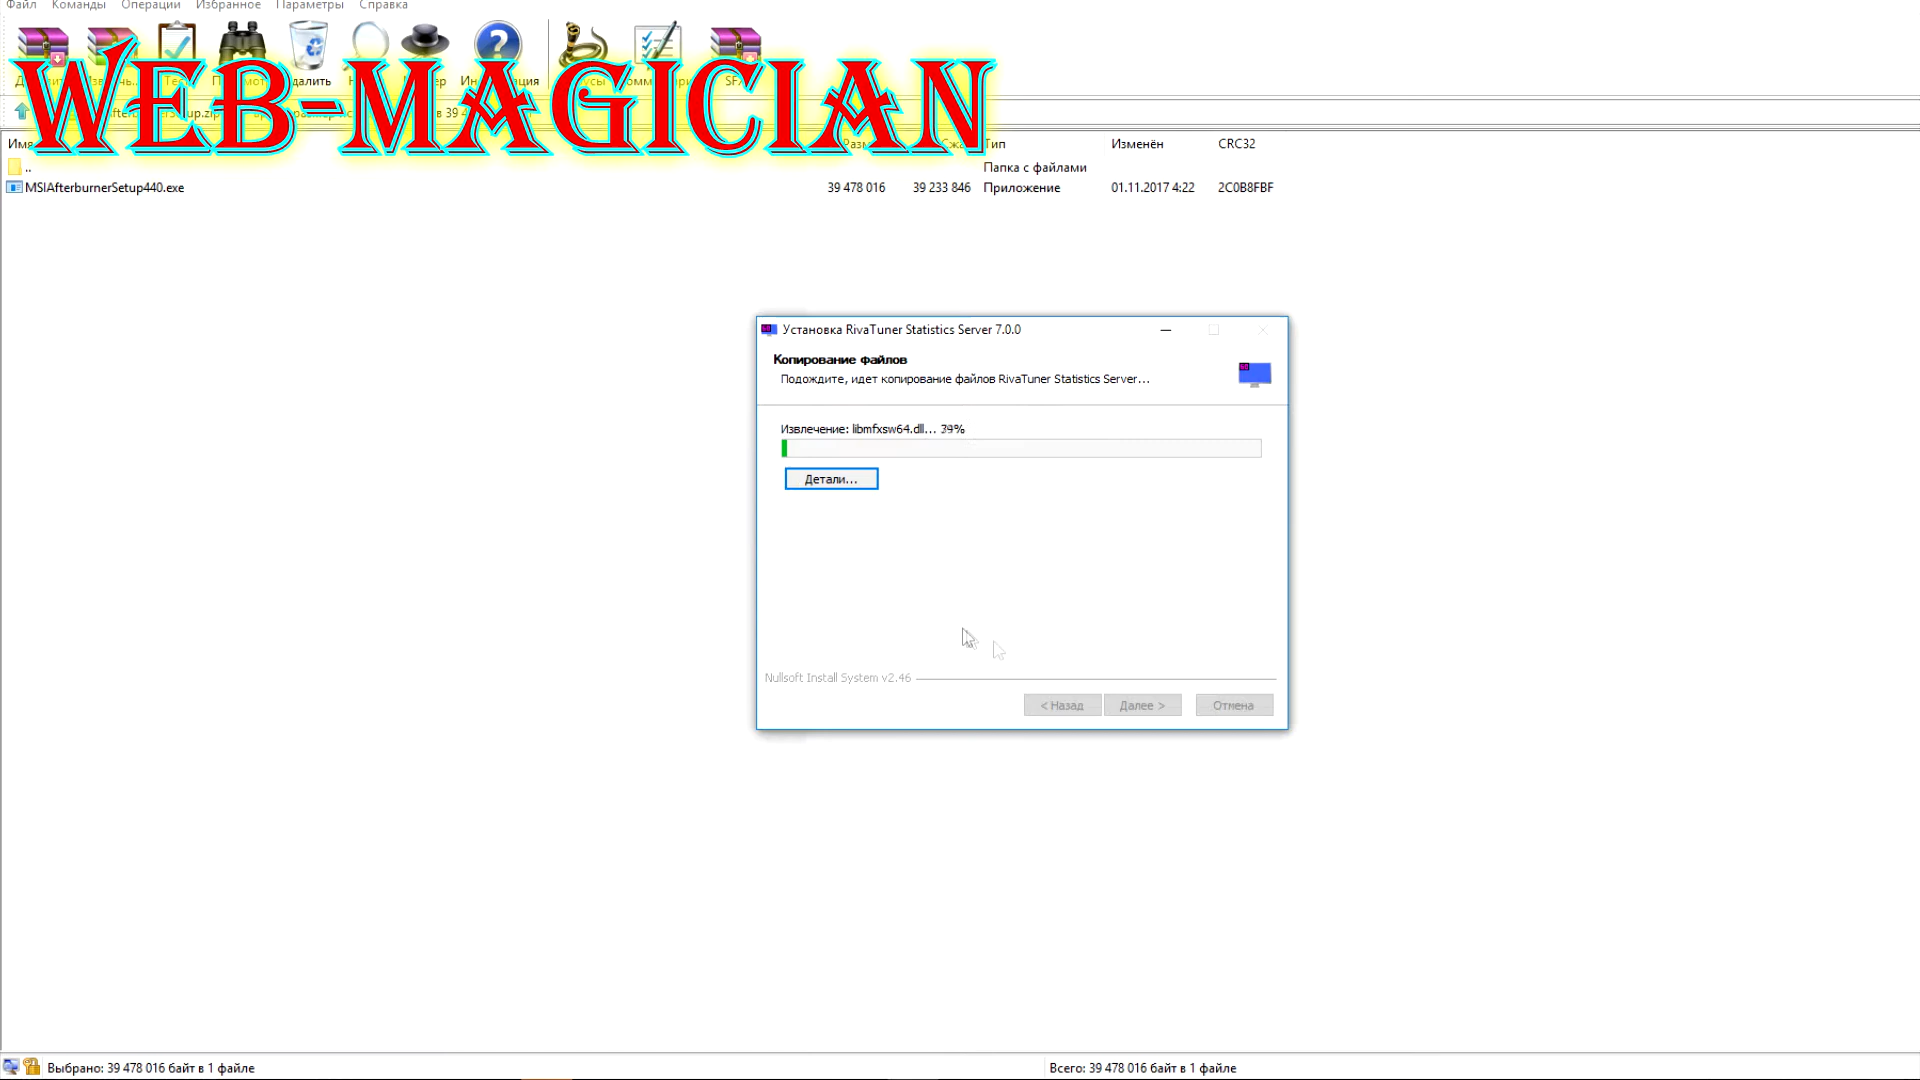 Файл Команды Операции Избранное Параметры Справка
WEB-MAGICIAN
Имя Тип Изменён CRC32
.. Папка с файлами
MSIAfterburnerSetup440.exe 39 478 016 39 233 846 Приложение 01.11.2017 4:22 2C0B8FBF
Установка RivaTuner Statistics Server 7.0.0
Копирование файлов
Подождите, идет копирование файлов RivaTuner Statistics Server...
Извлечение: libmfxsw64.dll... 39%
Детали...
Nullsoft Install System v2.46
< Назад Далее > Отмена
Выбрано: 39 478 016 байт в 1 файле Всего: 39 478 016 байт в 1 файле